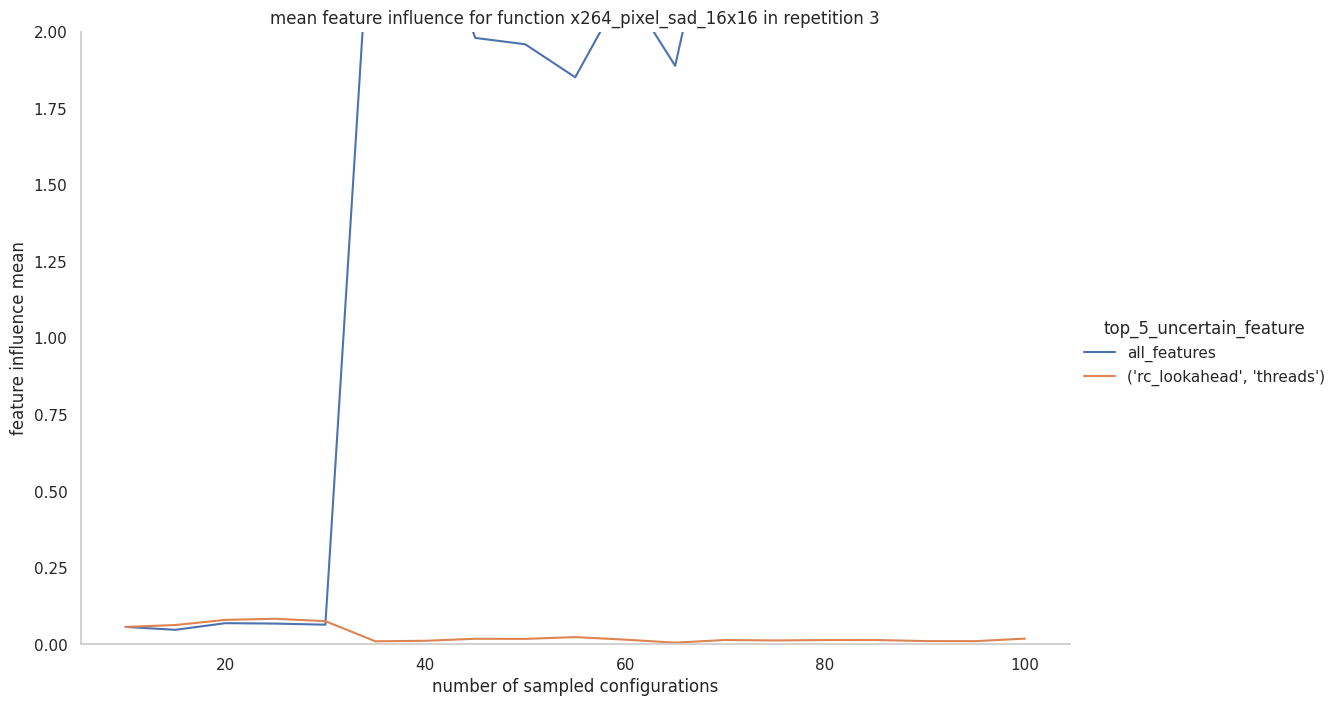 mean feature influence for function x264_pixel_sad_16x16 in repetition 3
2.00
1.75
1.50
1.25
1.00
0.75
0.50
0.25
0.00
feature influence mean
20
40
60
80
100
number of sampled configurations
top_5_uncertain_feature
all_features
('rc_lookahead', 'threads')